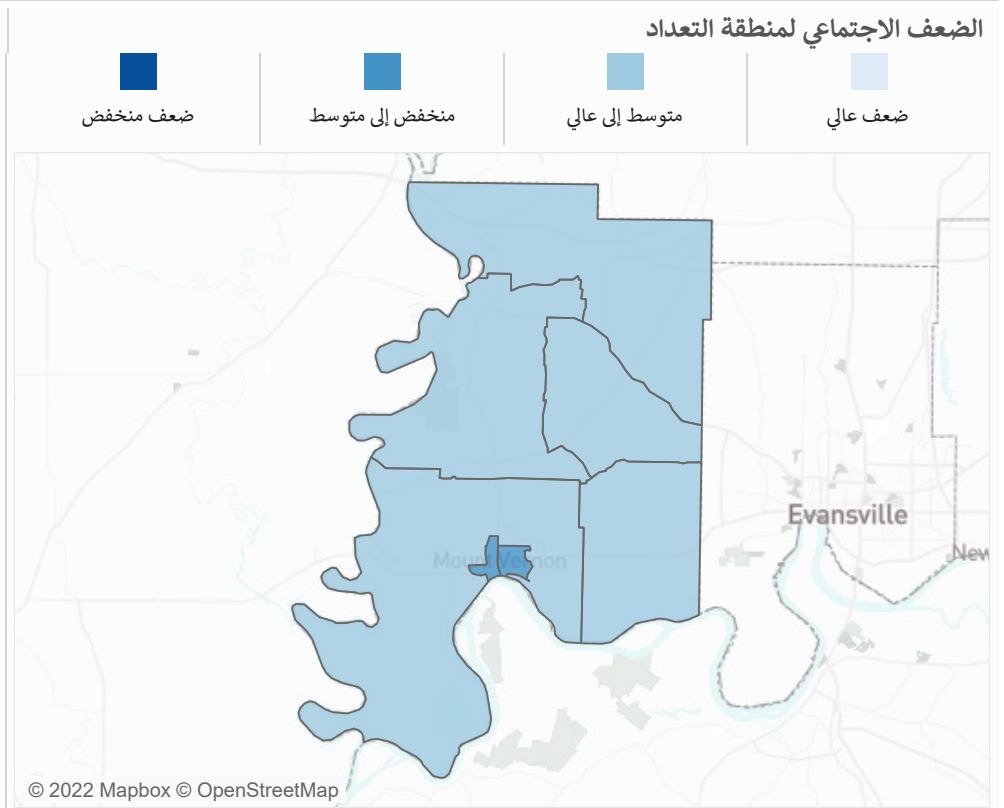 الضعف الاجتماعي لمنطقة التعداد
ضعف عالي
متوسط إلى عالي
منخفض إلى متوسط
ضعف منخفض
Evansville
New
Mount Vernon
© 2022 Mapbox © OpenStreetMap